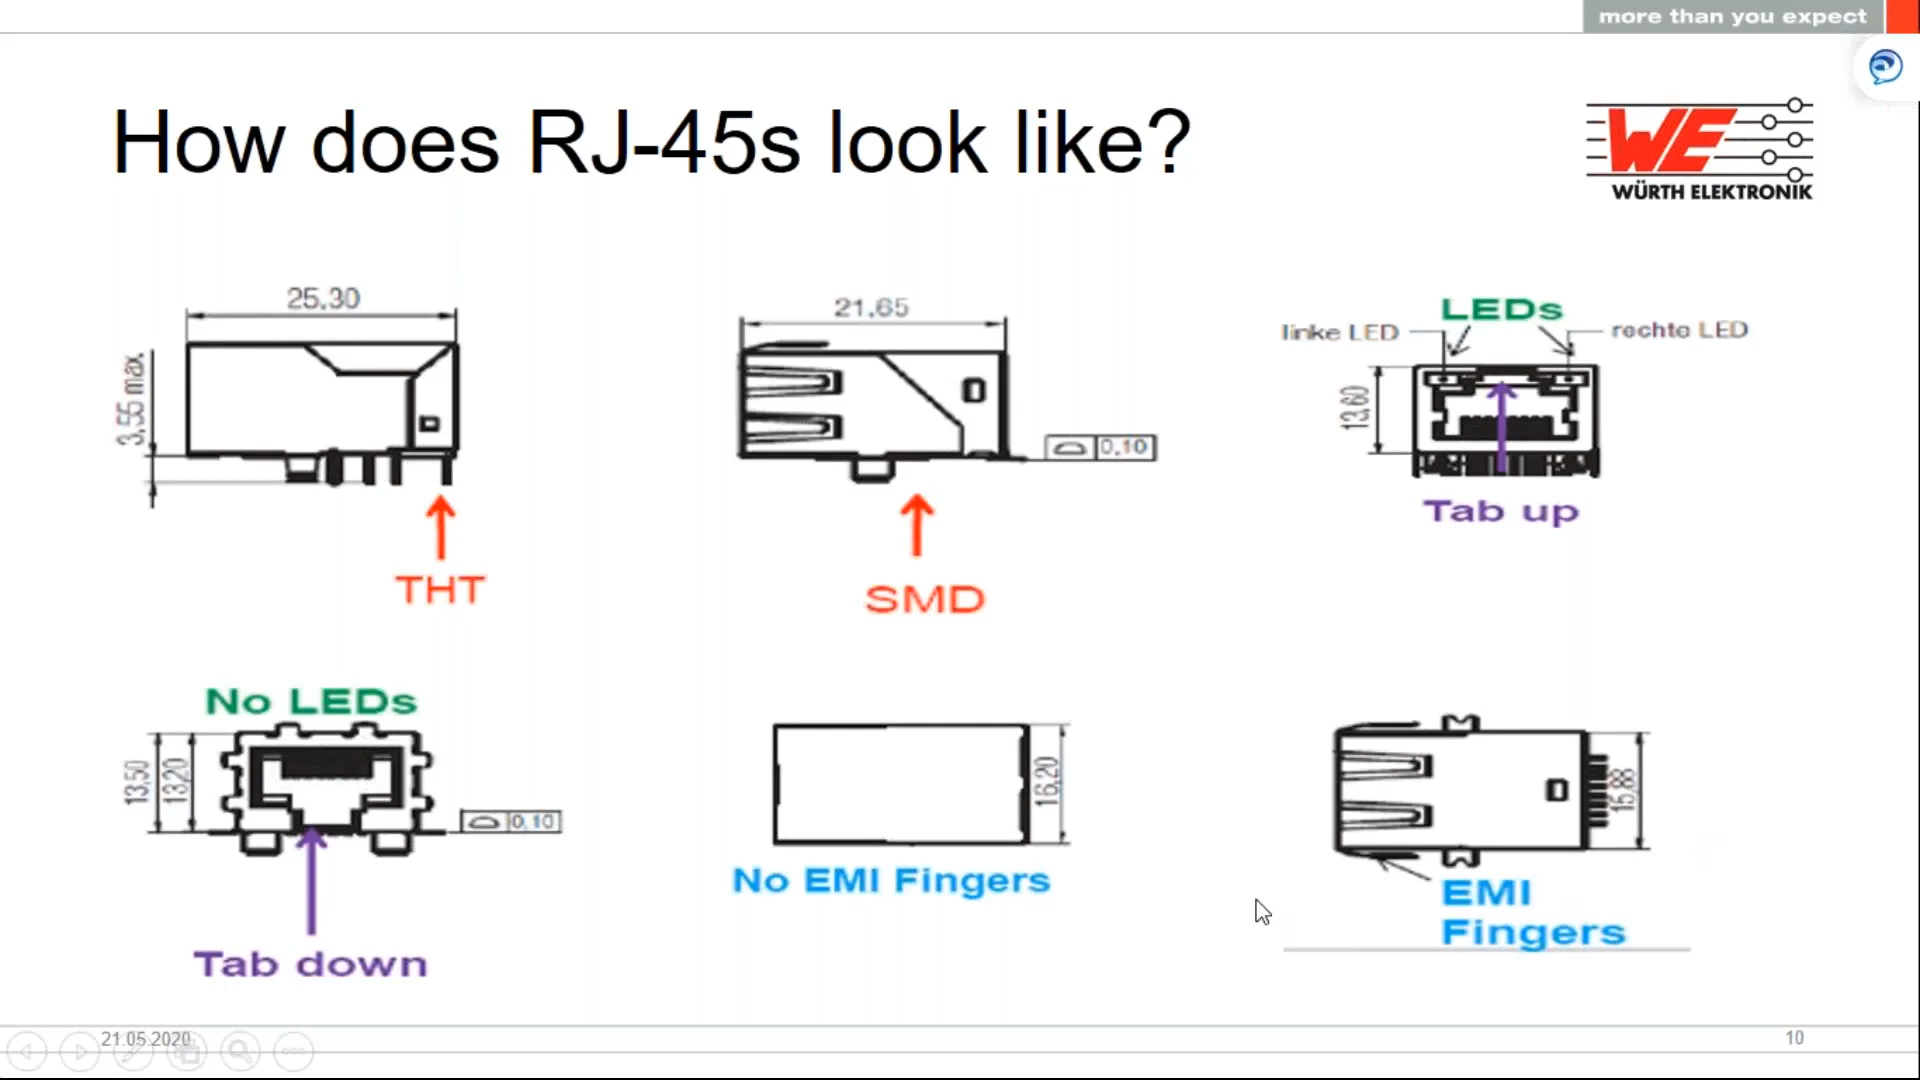 more than you expect
How does RJ-45s look like?
WE
WÜRTH ELEKTRONIK
25,30
3,55 max
THT
21,65
0,10
SMD
LEDs
linke LED
rechte LED
13,60
Tab up
No LEDs
13,50
13,20
0,10
Tab down
16,20
No EMI Fingers
15,88
EMI
Fingers
21.05.2020
10